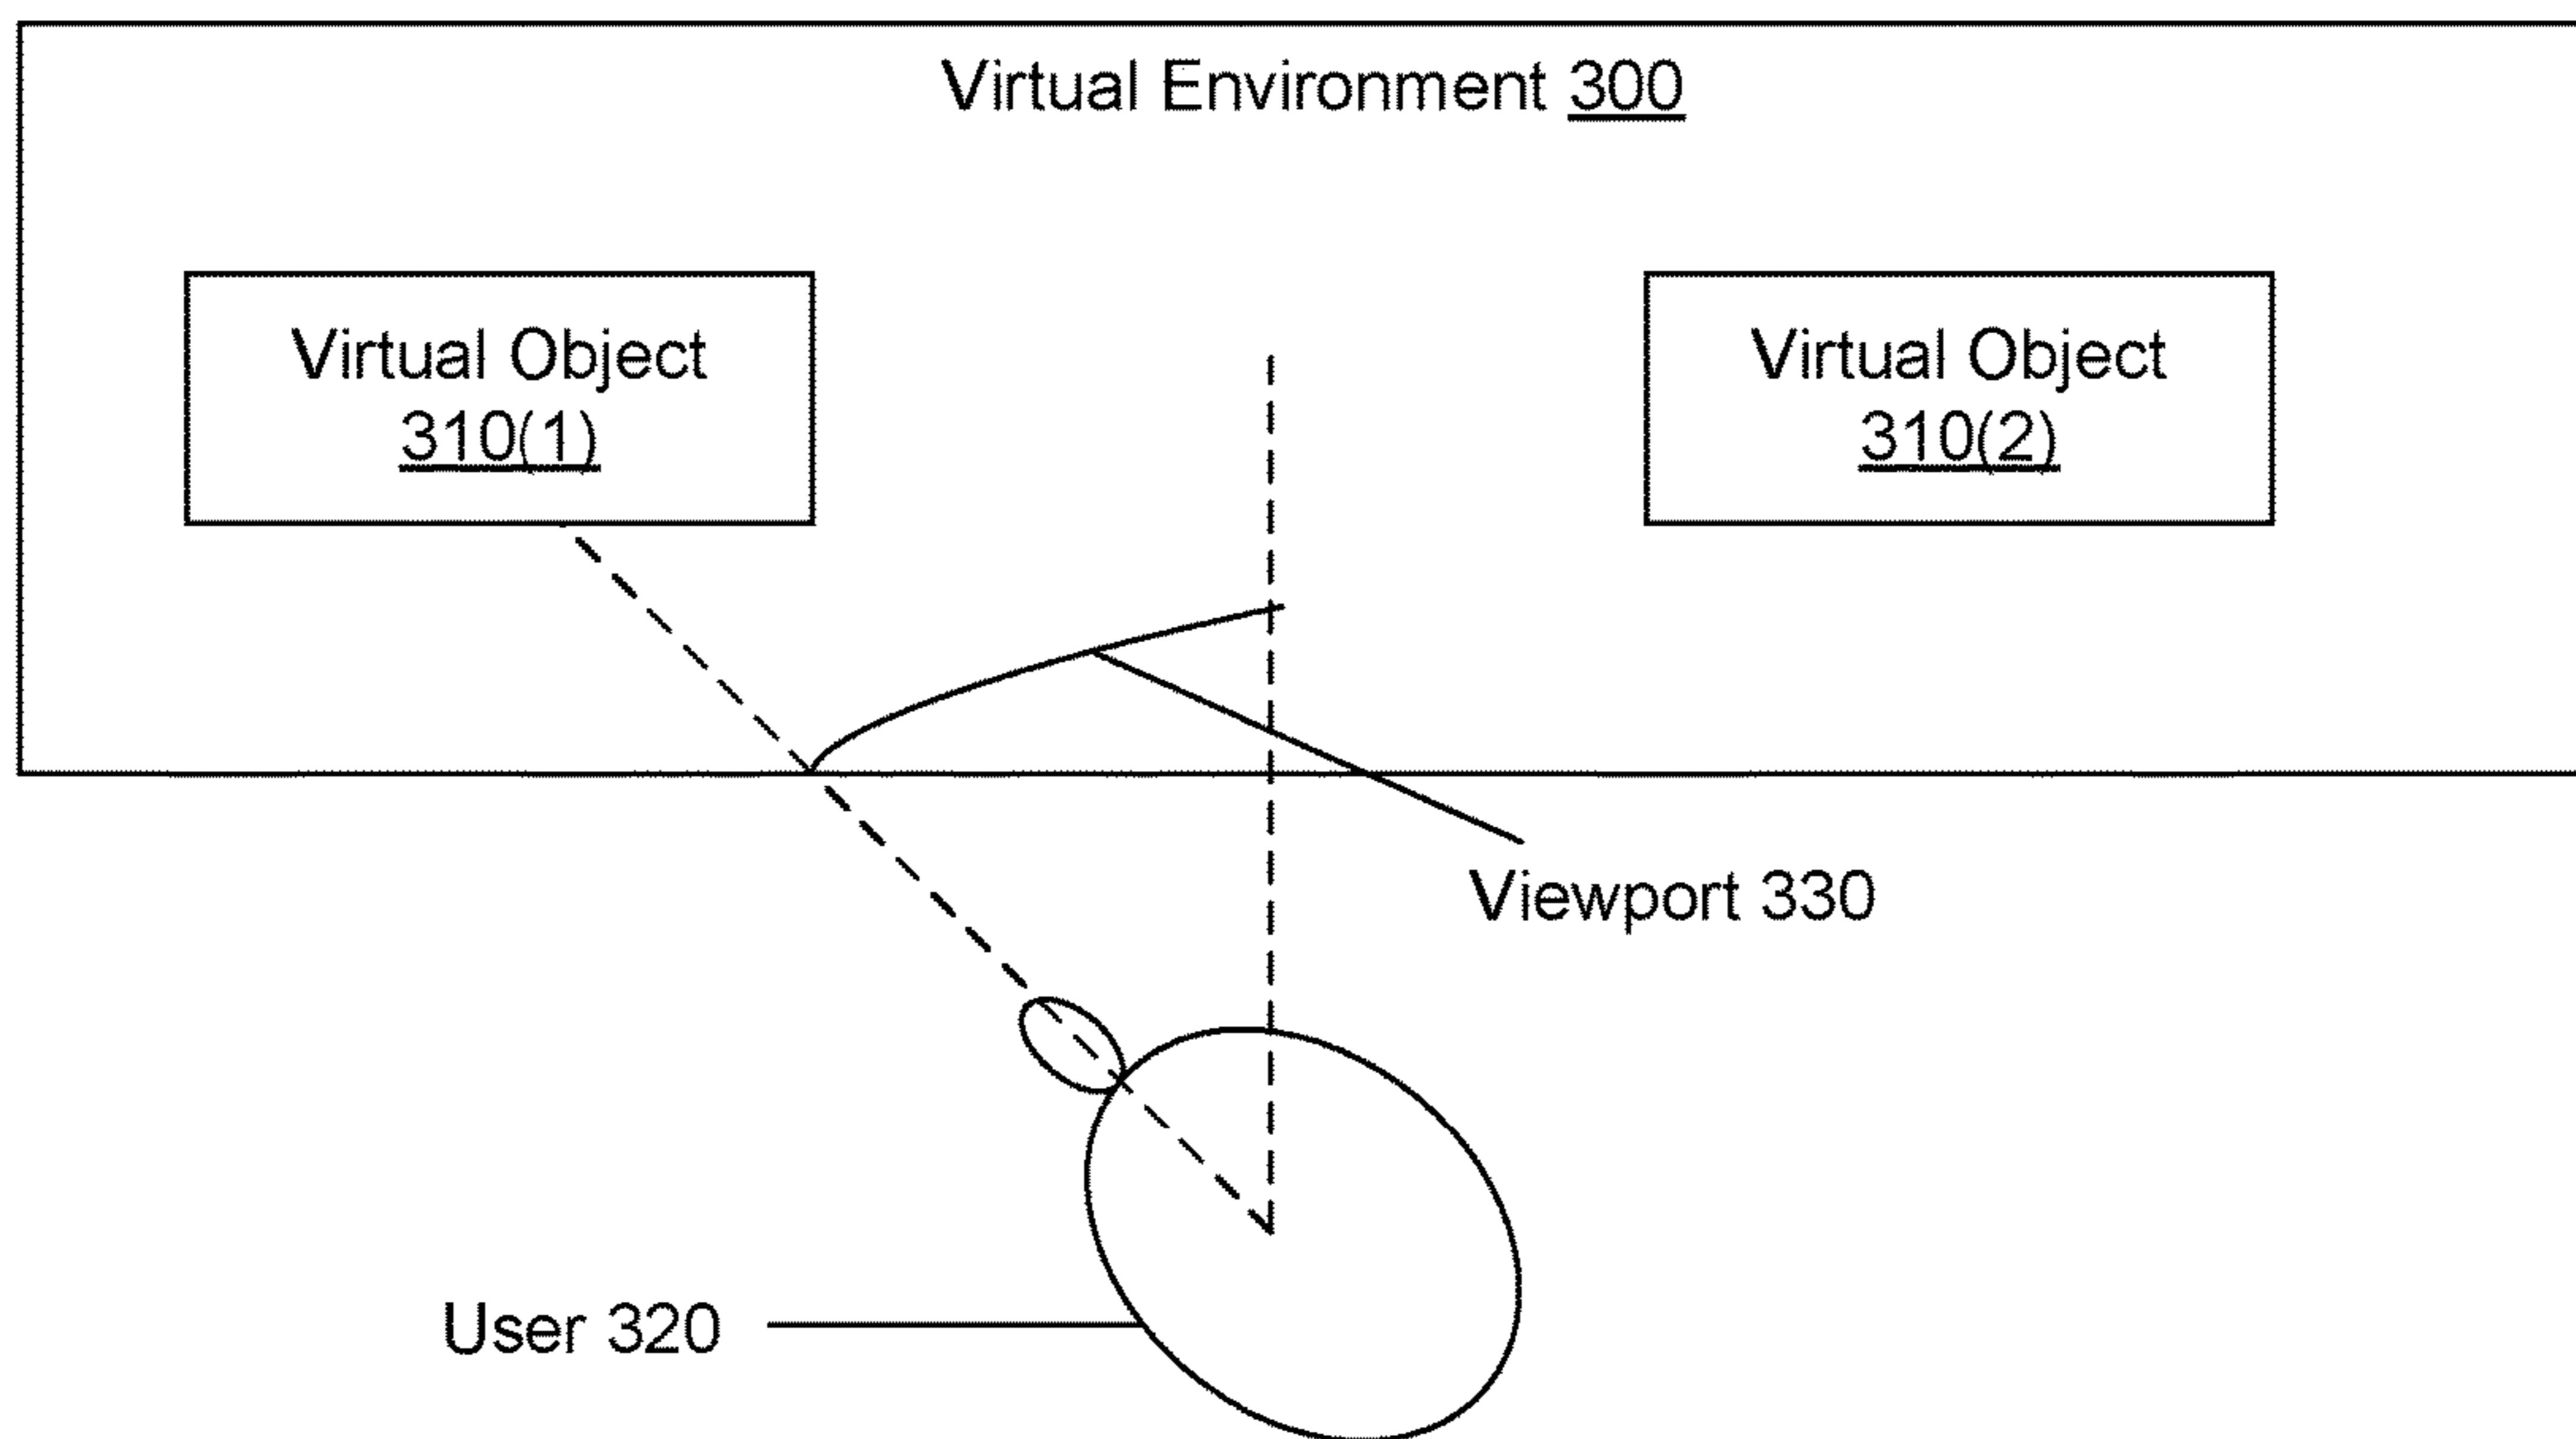 Virtual Environment 300
Virtual Object
310(1)
Virtual Object
310(2)
Viewport 330
User 320